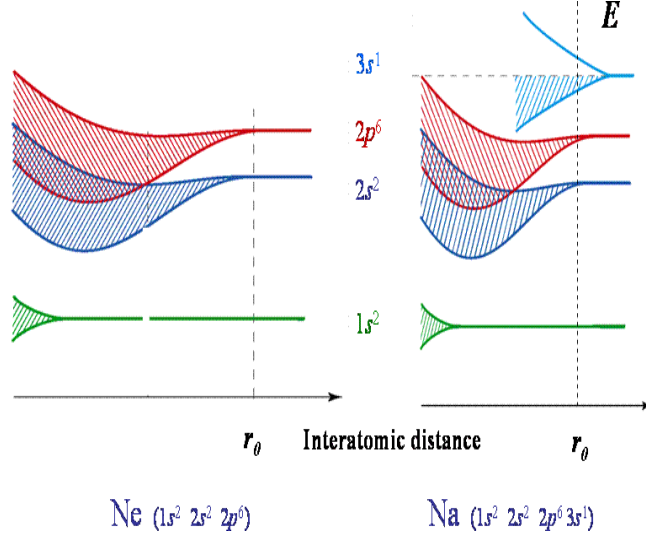 E
3s¹
2p⁶
2s²
1s²
r₀ Interatomic distance r₀
Ne (1s² 2s² 2p⁶) Na (1s² 2s² 2p⁶ 3s¹)